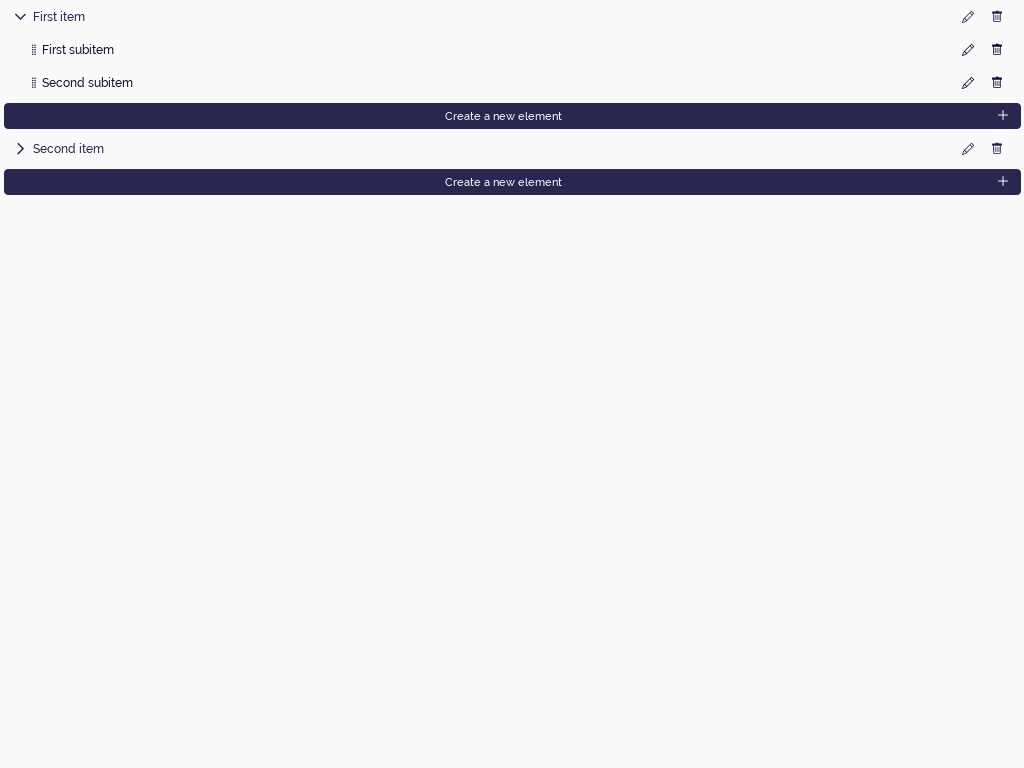 First item
First subitem
Second subitem
Create a new element
Second item
Create a new element